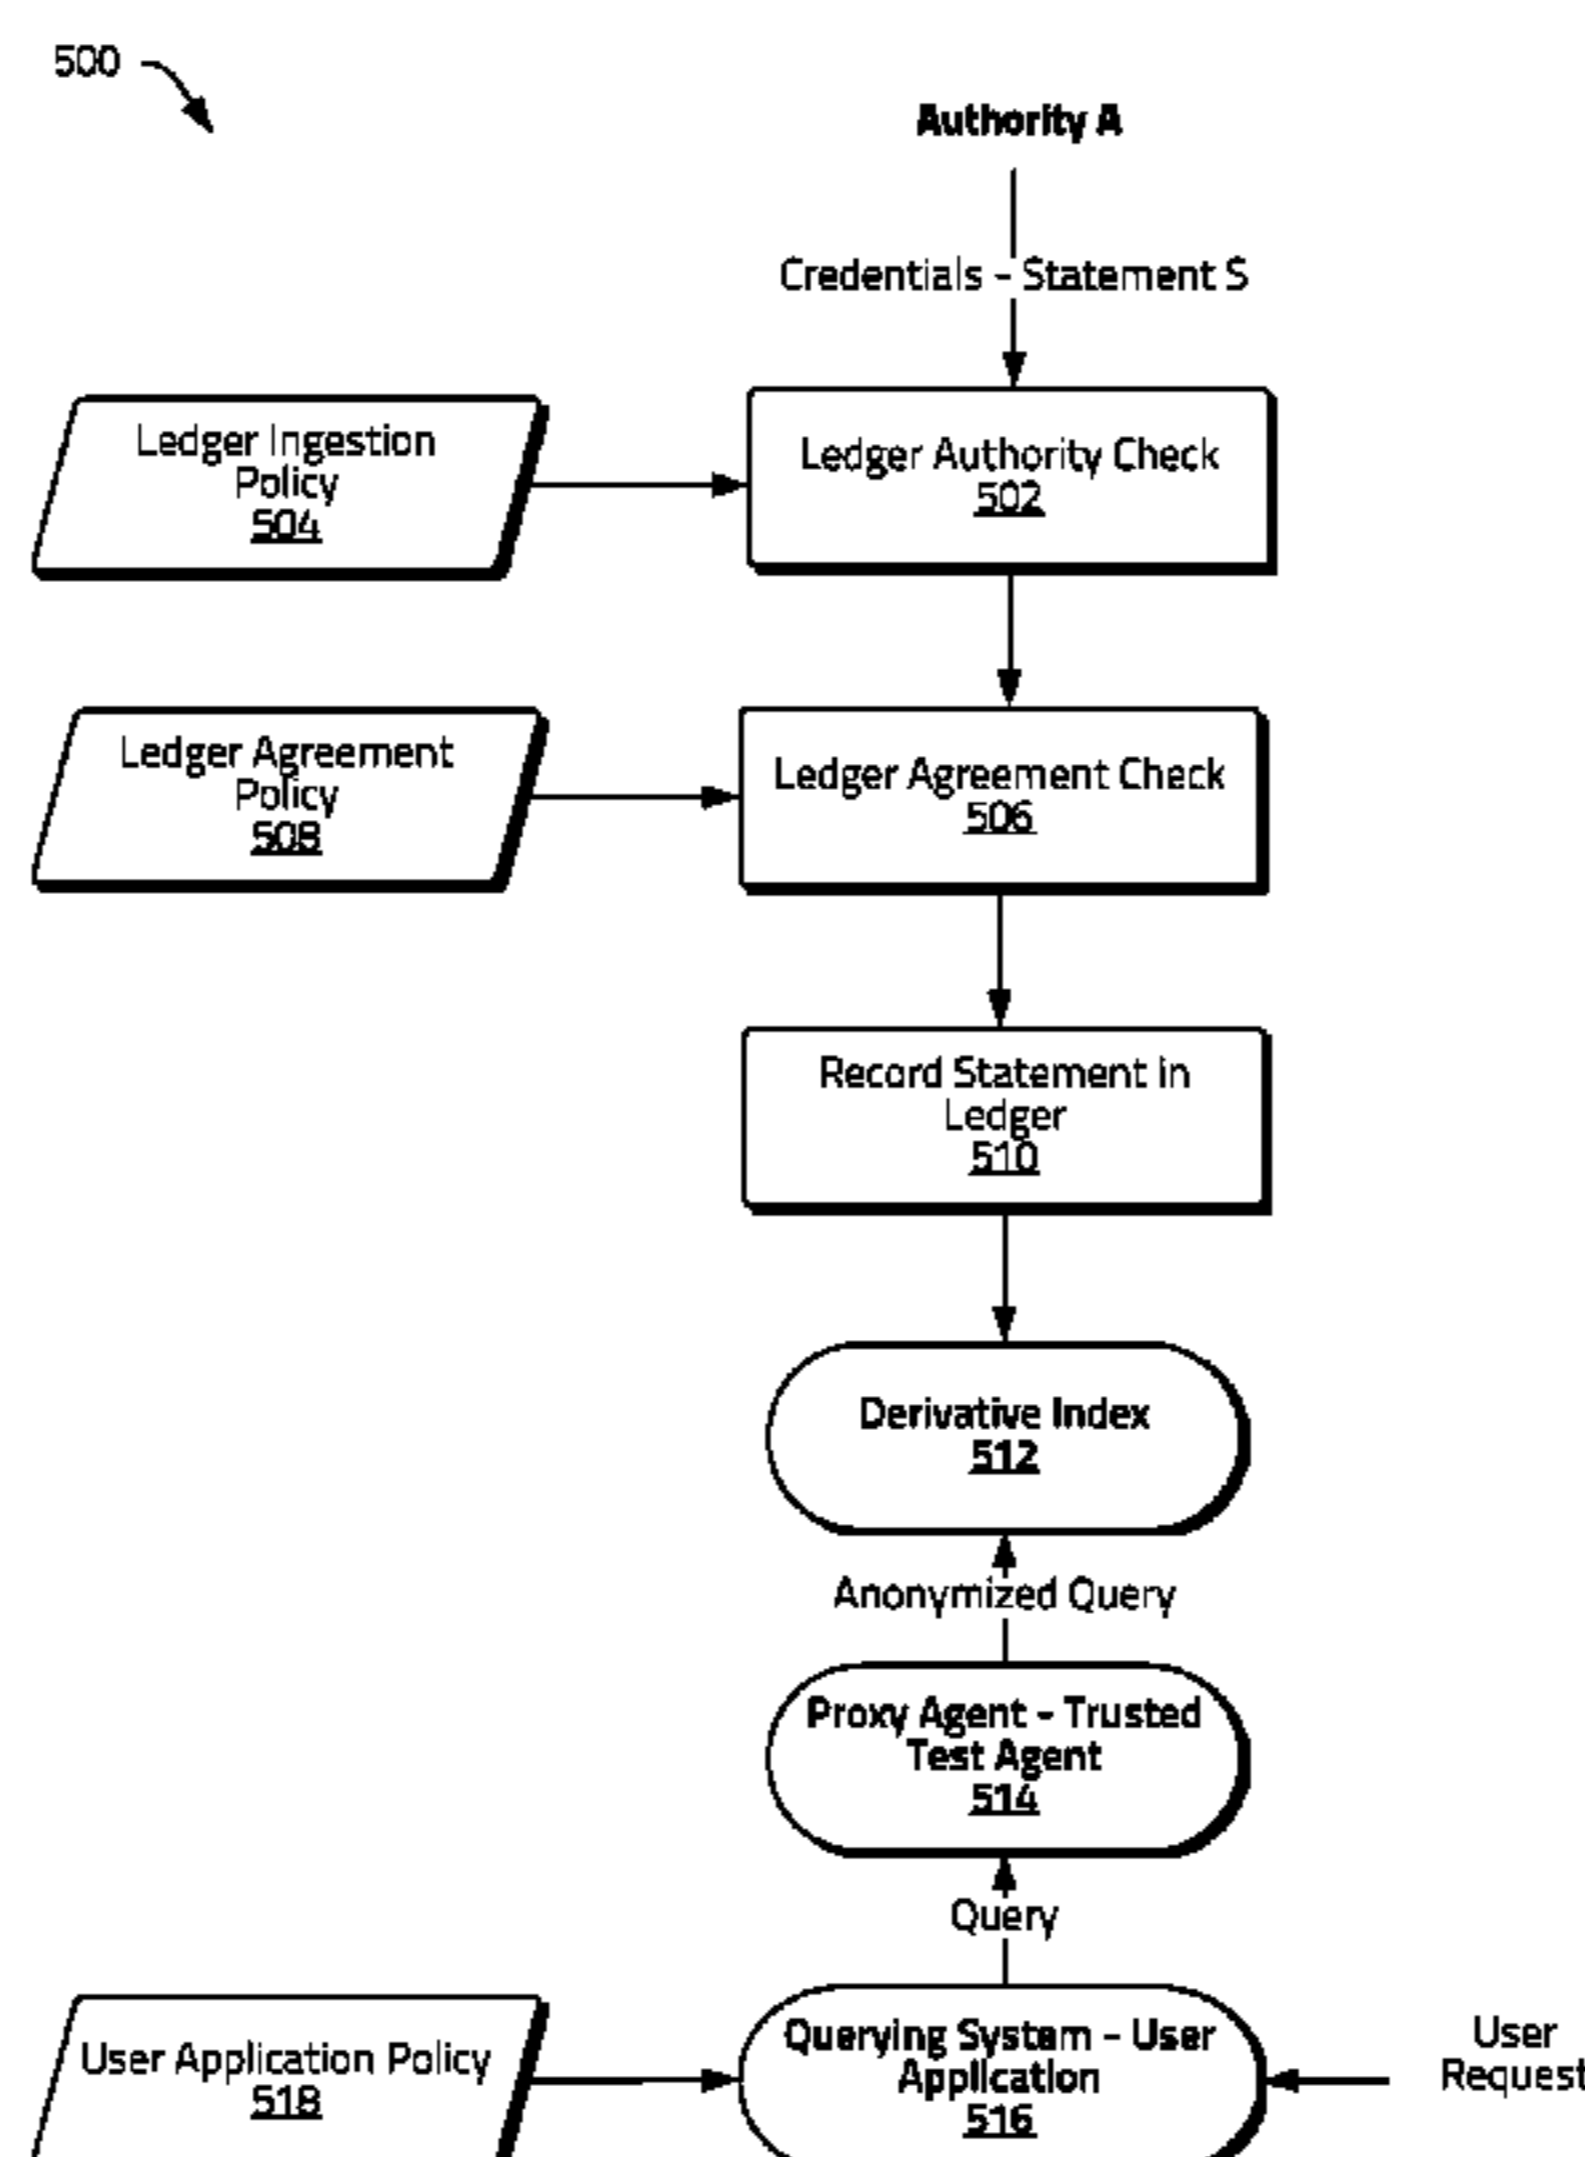 500
Authority A
Credentials - Statement S
Ledger Ingestion
Policy
504
Ledger Authority Check
502
Ledger Agreement
Policy
508
Ledger Agreement Check
506
Record Statement in
Ledger
510
Derivative Index
512
Anonymized Query
Proxy Agent - Trusted
Test Agent
514
Query
User Application Policy
518
Querying System - User
Application
516
User
Request